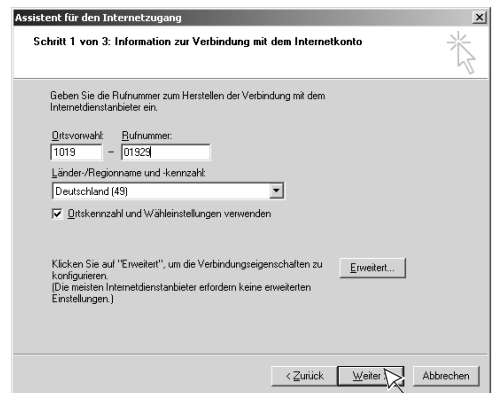 Assistent für den Internetzugang
Schritt 1 von 3: Information zur Verbindung mit dem Internetkonto
Geben Sie die Rufnummer zum Herstellen der Verbindung mit dem
Internetdienstanbieter ein.
Ortsvorwahl: Rufnummer:
1019 – 01929
Länder-/Regionname und -kennzahl:
Deutschland (49)
Ortskennzahl und Wähleinstellungen verwenden
Klicken Sie auf "Erweitert", um die Verbindungseigenschaften zu
konfigurieren.
(Die meisten Internetdienstanbieter erfordern keine erweiterten
Einstellungen.)
Erweitert...
< Zurück Weiter > Abbrechen